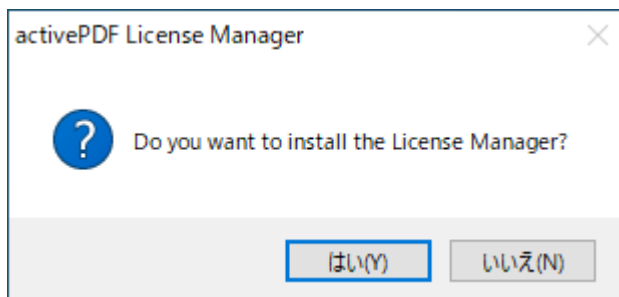 activePDF License Manager
Do you want to install the License Manager?
はい(Y)
いいえ(N)